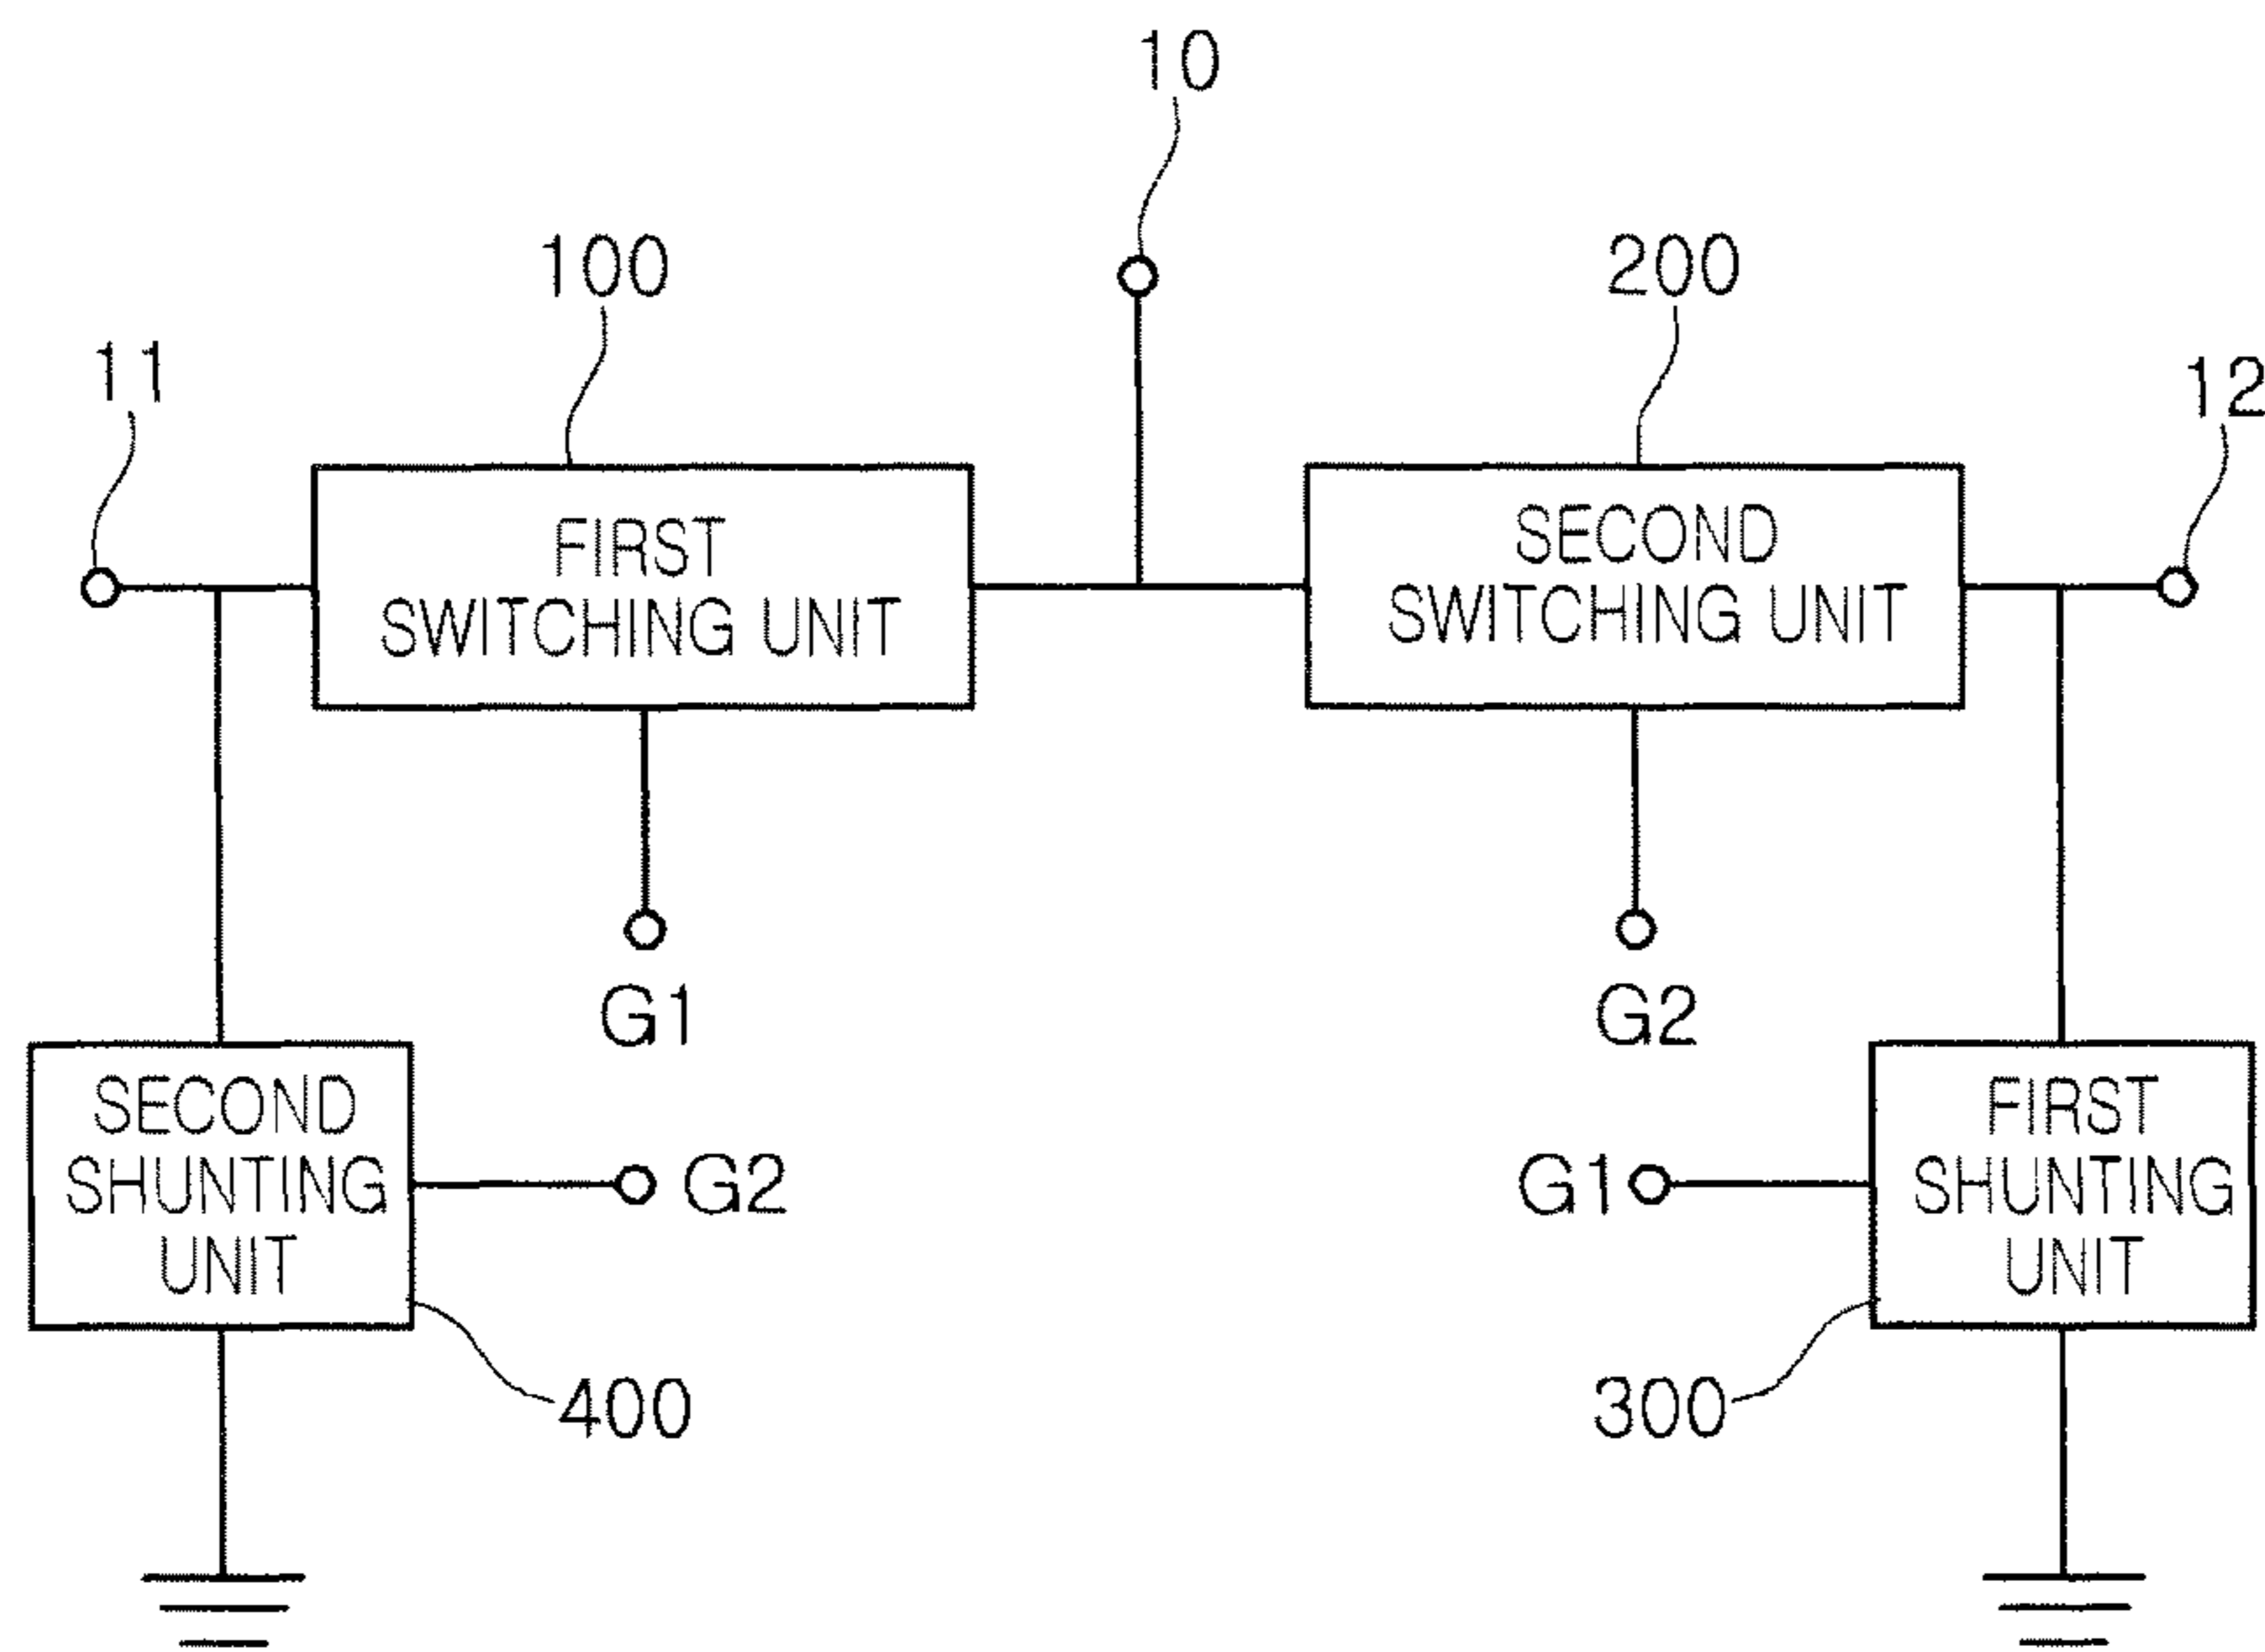 10
100
200
11
12
FIRST
SWITCHING UNIT
SECOND
SWITCHING UNIT
G1
G2
SECOND
SHUNTING
UNIT
G2
G1
FIRST
SHUNTING
UNIT
400
300